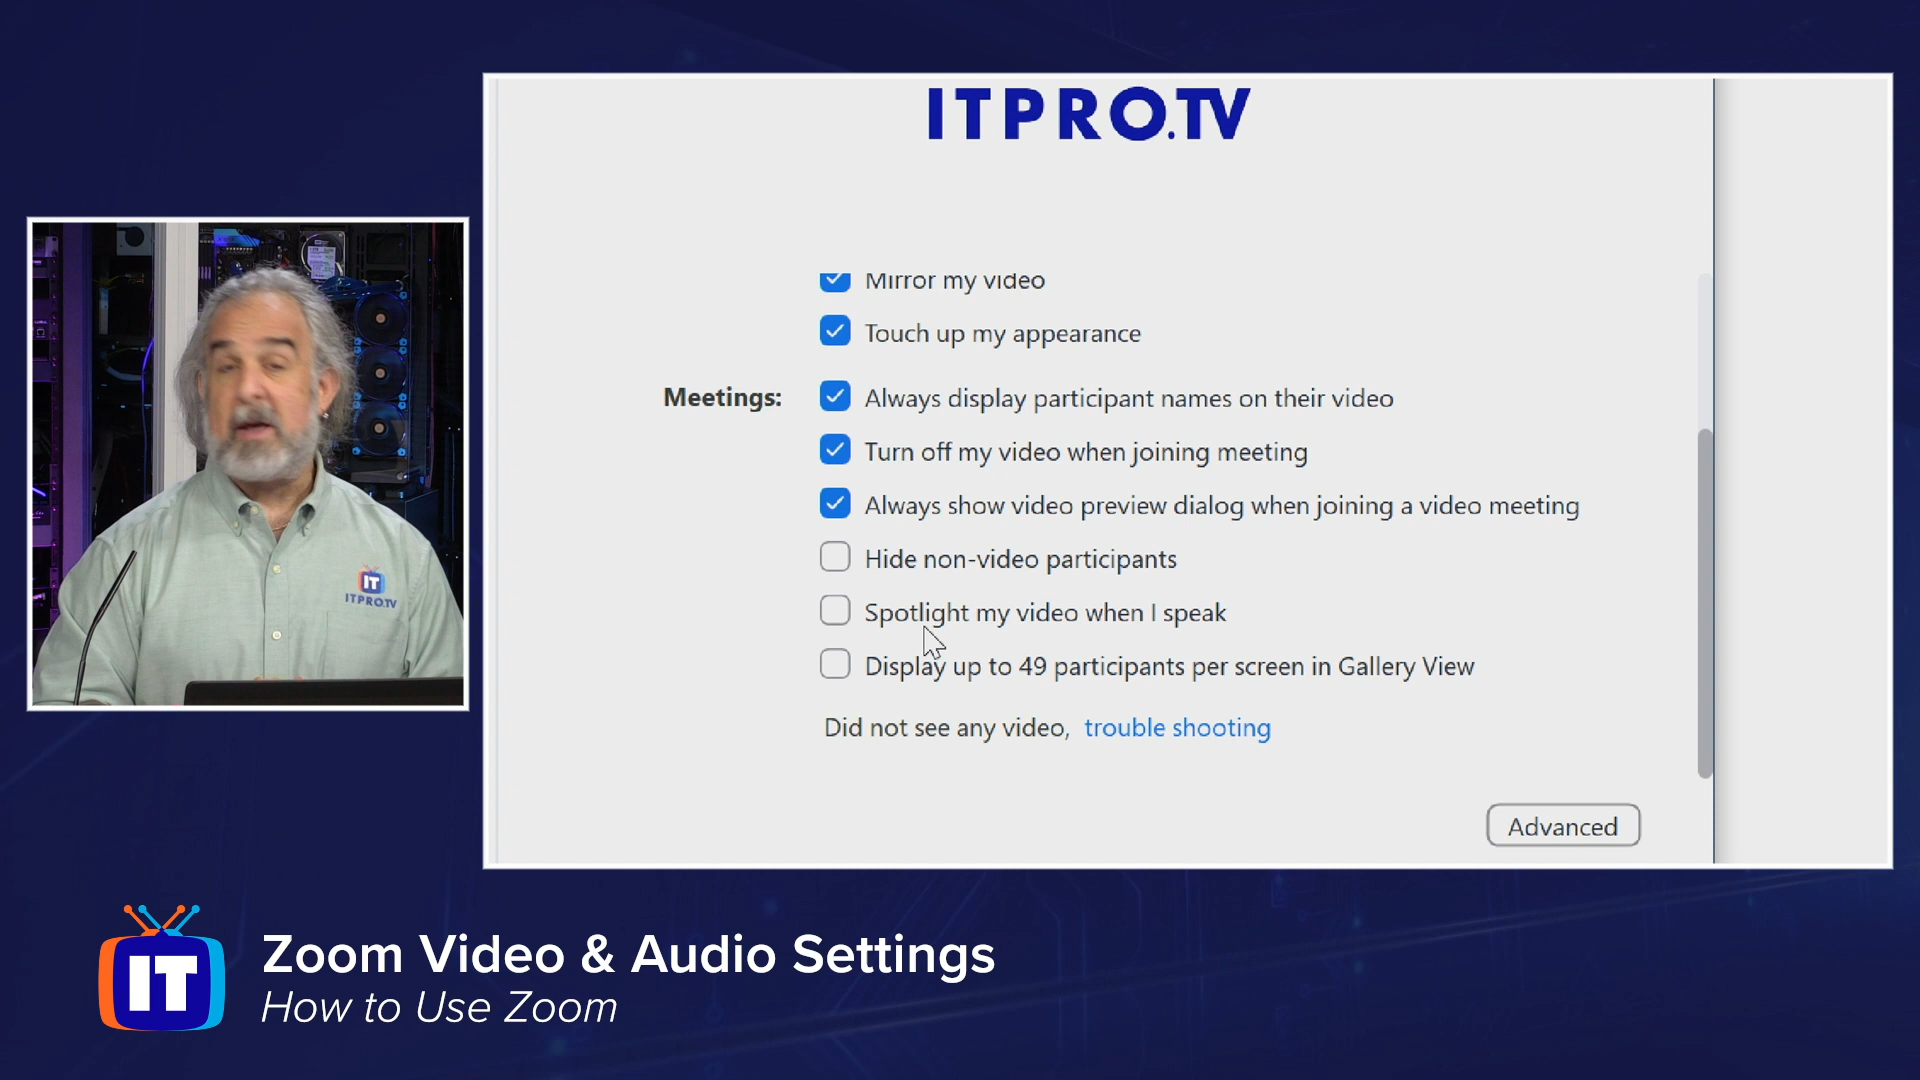 ITPRO.TV
Mirror my video
Touch up my appearance
Meetings:
Always display participant names on their video
Turn off my video when joining meeting
Always show video preview dialog when joining a video meeting
Hide non-video participants
Spotlight my video when I speak
Display up to 49 participants per screen in Gallery View
Did not see any video, trouble shooting
Advanced
IT
ITPRO.TV
IT
Zoom Video & Audio Settings
How to Use Zoom